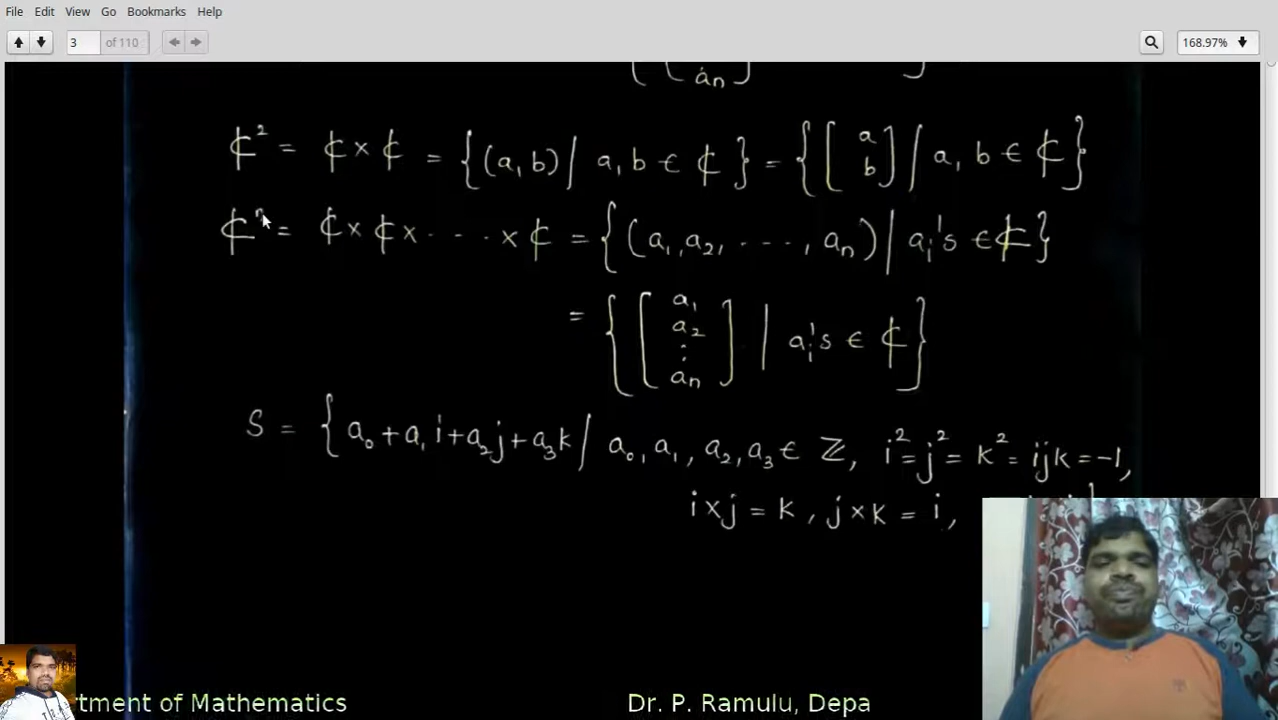 File Edit View Go Bookmarks Help
3 of 110 168.97%
an
₵² = ₵ x ₵ = {(a, b) / a, b ∈ ₵} = {[a b] / a, b ∈ ₵}
₵ⁿ = ₵ x ₵ x . - - . x ₵ = {(a₁, a₂, . - - . , aₙ) / aᵢ's ∈ ₵}
= {[a₁ a₂ ⋮ aₙ] | aᵢ's ∈ ₵}
S = {a₀ + a₁i + a₂j + a₃k / a₀, a₁, a₂, a₃ ∈ ℤ, i² = j² = k² = ijk = -1,
i x j = k, j x k = i,
tment of Mathematics Dr. P. Ramulu, Depa